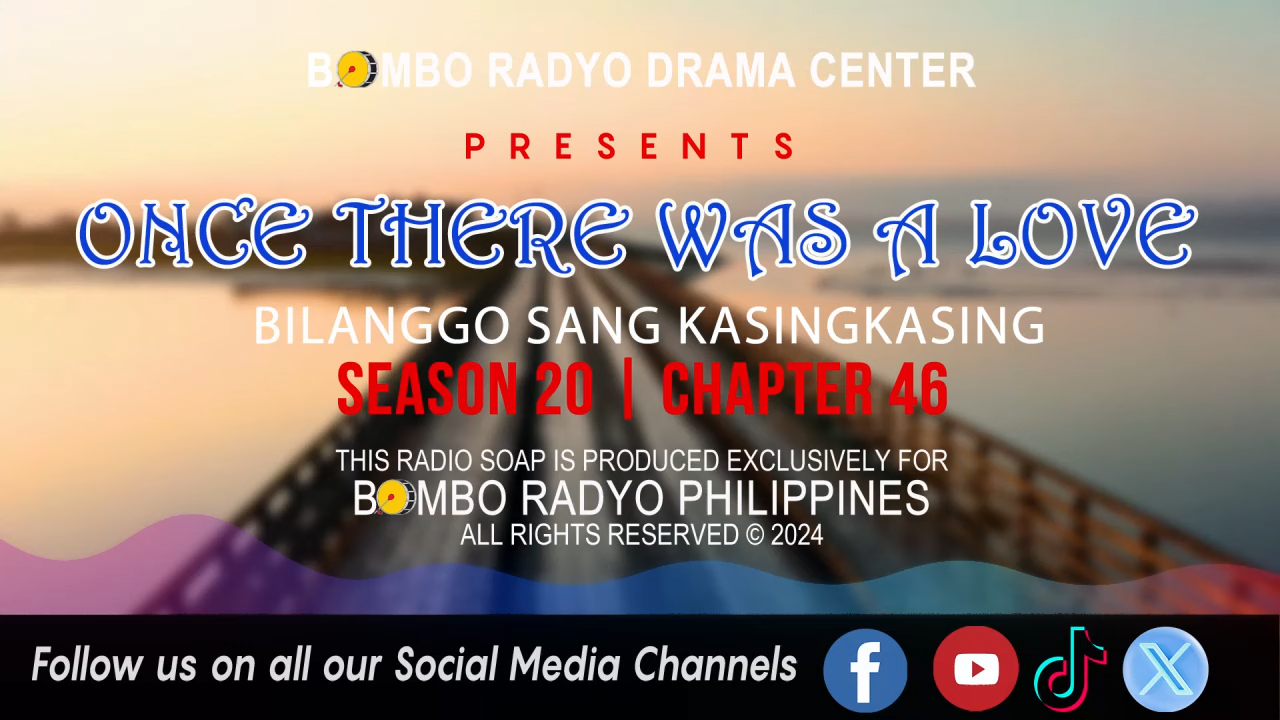 BOMBO RADYO DRAMA CENTER
PRESENTS
ONCE THERE WAS A LOVE
BILANGGO SANG KASINGKASING
SEASON 20 | CHAPTER 46
THIS RADIO SOAP IS PRODUCED EXCLUSIVELY FOR
BOMBO RADYO PHILIPPINES
ALL RIGHTS RESERVED © 2024
Follow us on all our Social Media Channels